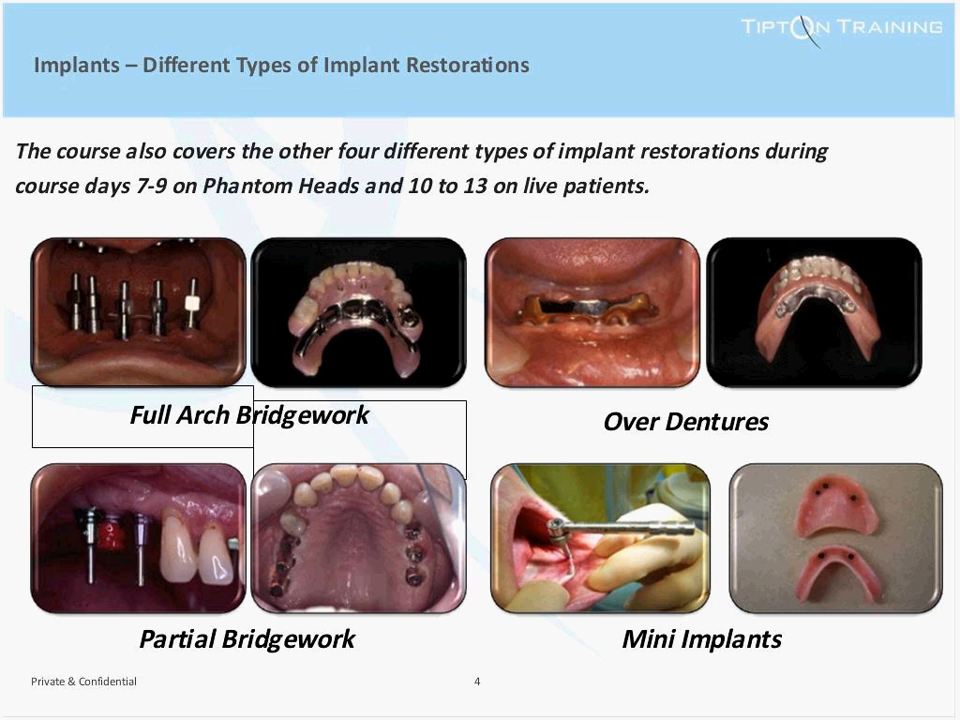 TIPTON TRAINING
Implants – Different Types of Implant Restorations
The course also covers the other four different types of implant restorations during
course days 7-9 on Phantom Heads and 10 to 13 on live patients.
Full Arch Bridgework
Over Dentures
Partial Bridgework
Mini Implants
Private & Confidential
4